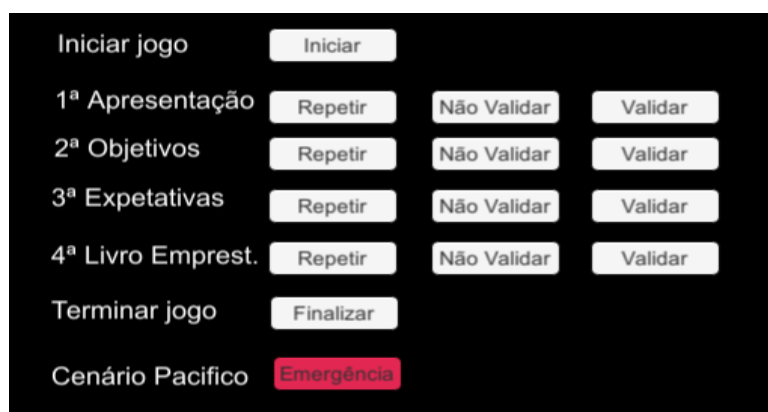 Iniciar jogo Iniciar
1ª Apresentação Repetir Não Validar Validar
2ª Objetivos Repetir Não Validar Validar
3ª Expetativas Repetir Não Validar Validar
4ª Livro Emprest. Repetir Não Validar Validar
Terminar jogo Finalizar
Cenário Pacifico Emergência